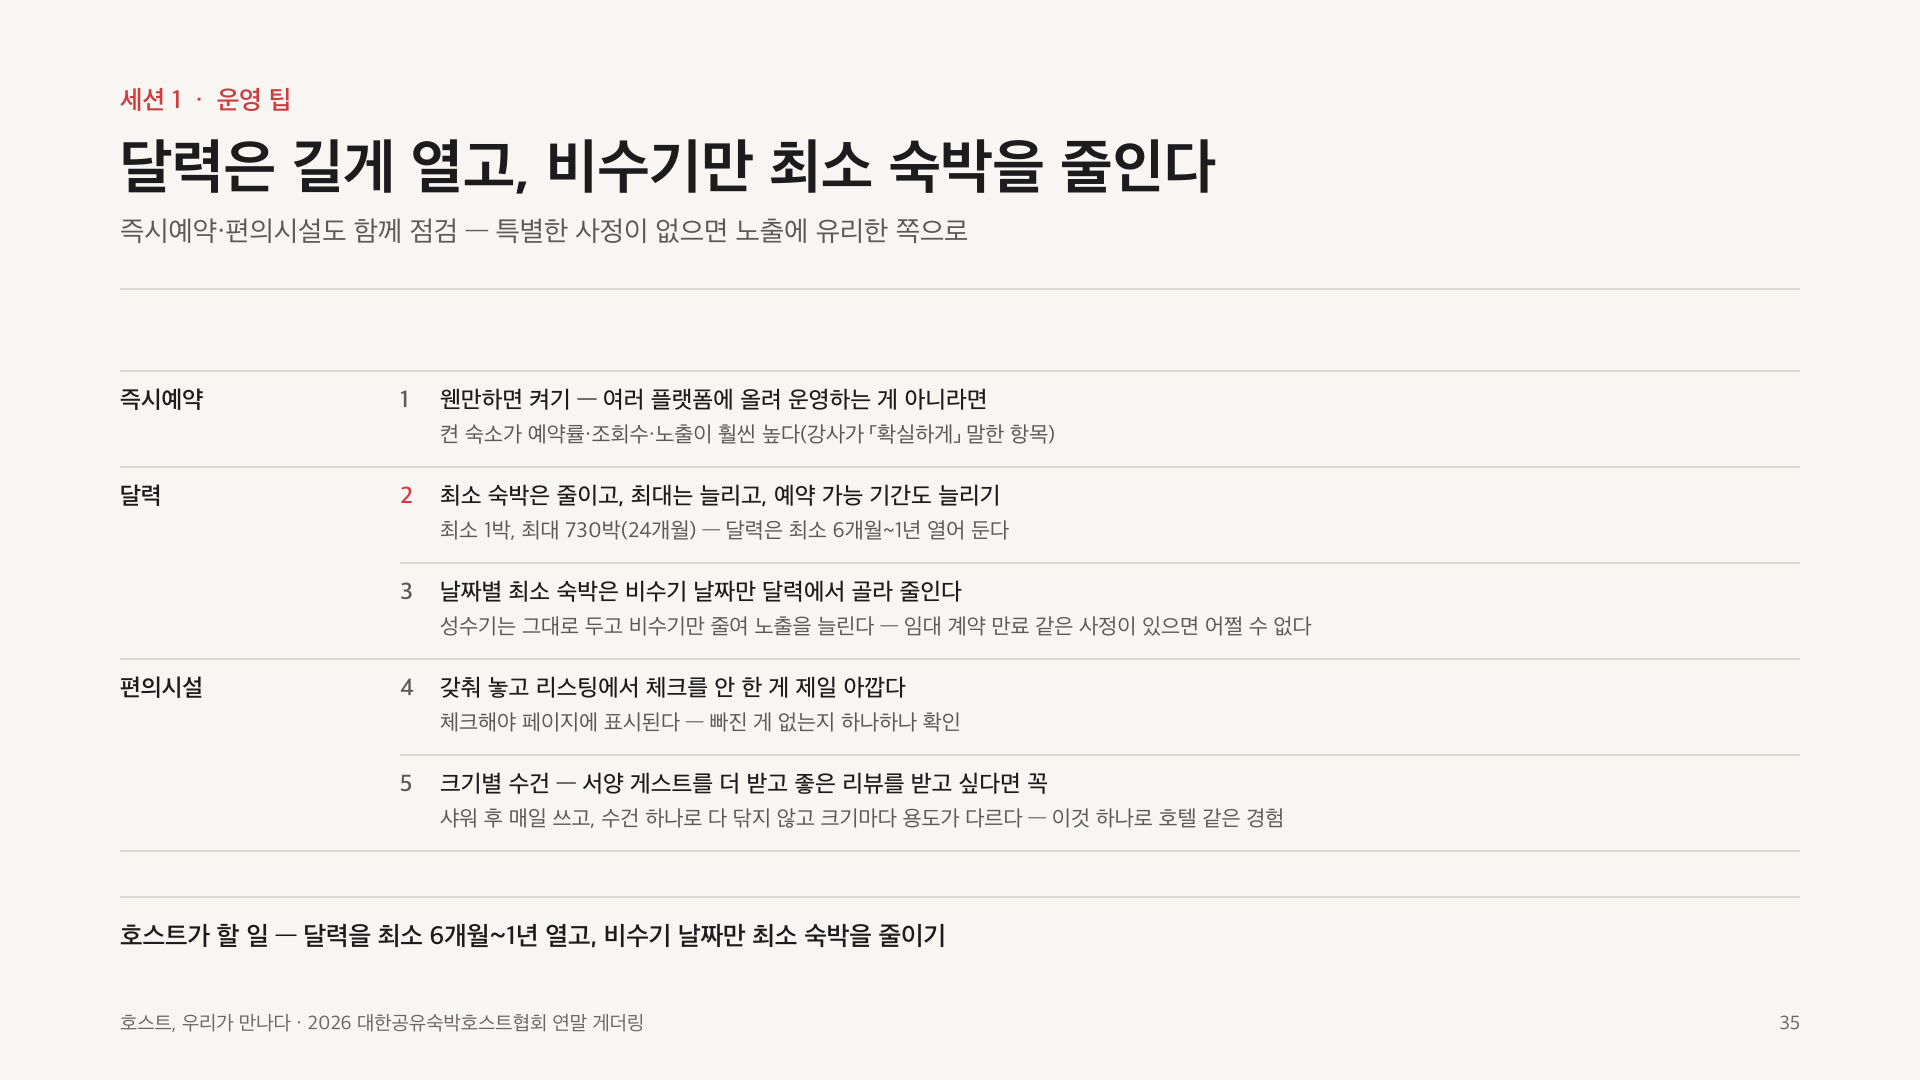 세션 1 · 운영 팁
달력은 길게 열고, 비수기만 최소 숙박을 줄인다
즉시예약·편의시설도 함께 점검 — 특별한 사정이 없으면 노출에 유리한 쪽으로
즉시예약
1 웬만하면 켜기 — 여러 플랫폼에 올려 운영하는 게 아니라면
켠 숙소가 예약률·조회수·노출이 훨씬 높다(강사가 「확실하게」 말한 항목)
달력
2 최소 숙박은 줄이고, 최대는 늘리고, 예약 가능 기간도 늘리기
최소 1박, 최대 730박(24개월) — 달력은 최소 6개월~1년 열어 둔다
3 날짜별 최소 숙박은 비수기 날짜만 달력에서 골라 줄인다
성수기는 그대로 두고 비수기만 줄여 노출을 늘린다 — 임대 계약 만료 같은 사정이 있으면 어쩔 수 없다
편의시설
4 갖춰 놓고 리스팅에서 체크를 안 한 게 제일 아깝다
체크해야 페이지에 표시된다 — 빠진 게 없는지 하나하나 확인
5 크기별 수건 — 서양 게스트를 더 받고 좋은 리뷰를 받고 싶다면 꼭
샤워 후 매일 쓰고, 수건 하나로 다 닦지 않고 크기마다 용도가 다르다 — 이것 하나로 호텔 같은 경험
호스트가 할 일 — 달력을 최소 6개월~1년 열고, 비수기 날짜만 최소 숙박을 줄이기
호스트, 우리가 만나다 · 2026 대한공유숙박호스트협회 연말 게더링
35